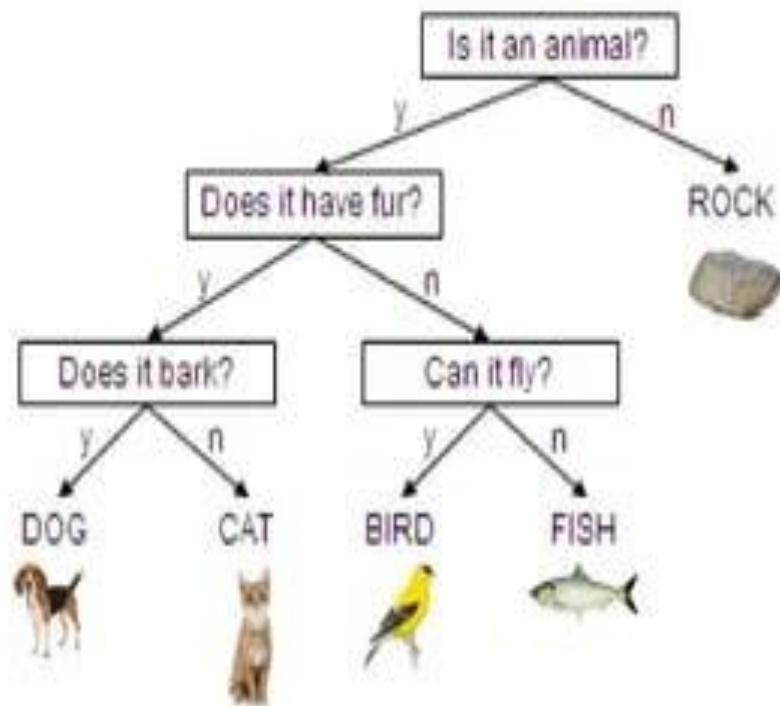 Is it an animal?
y
n
Does it have fur?
ROCK
y
n
Does it bark?
Can it fly?
y
n
y
n
DOG
CAT
BIRD
FISH